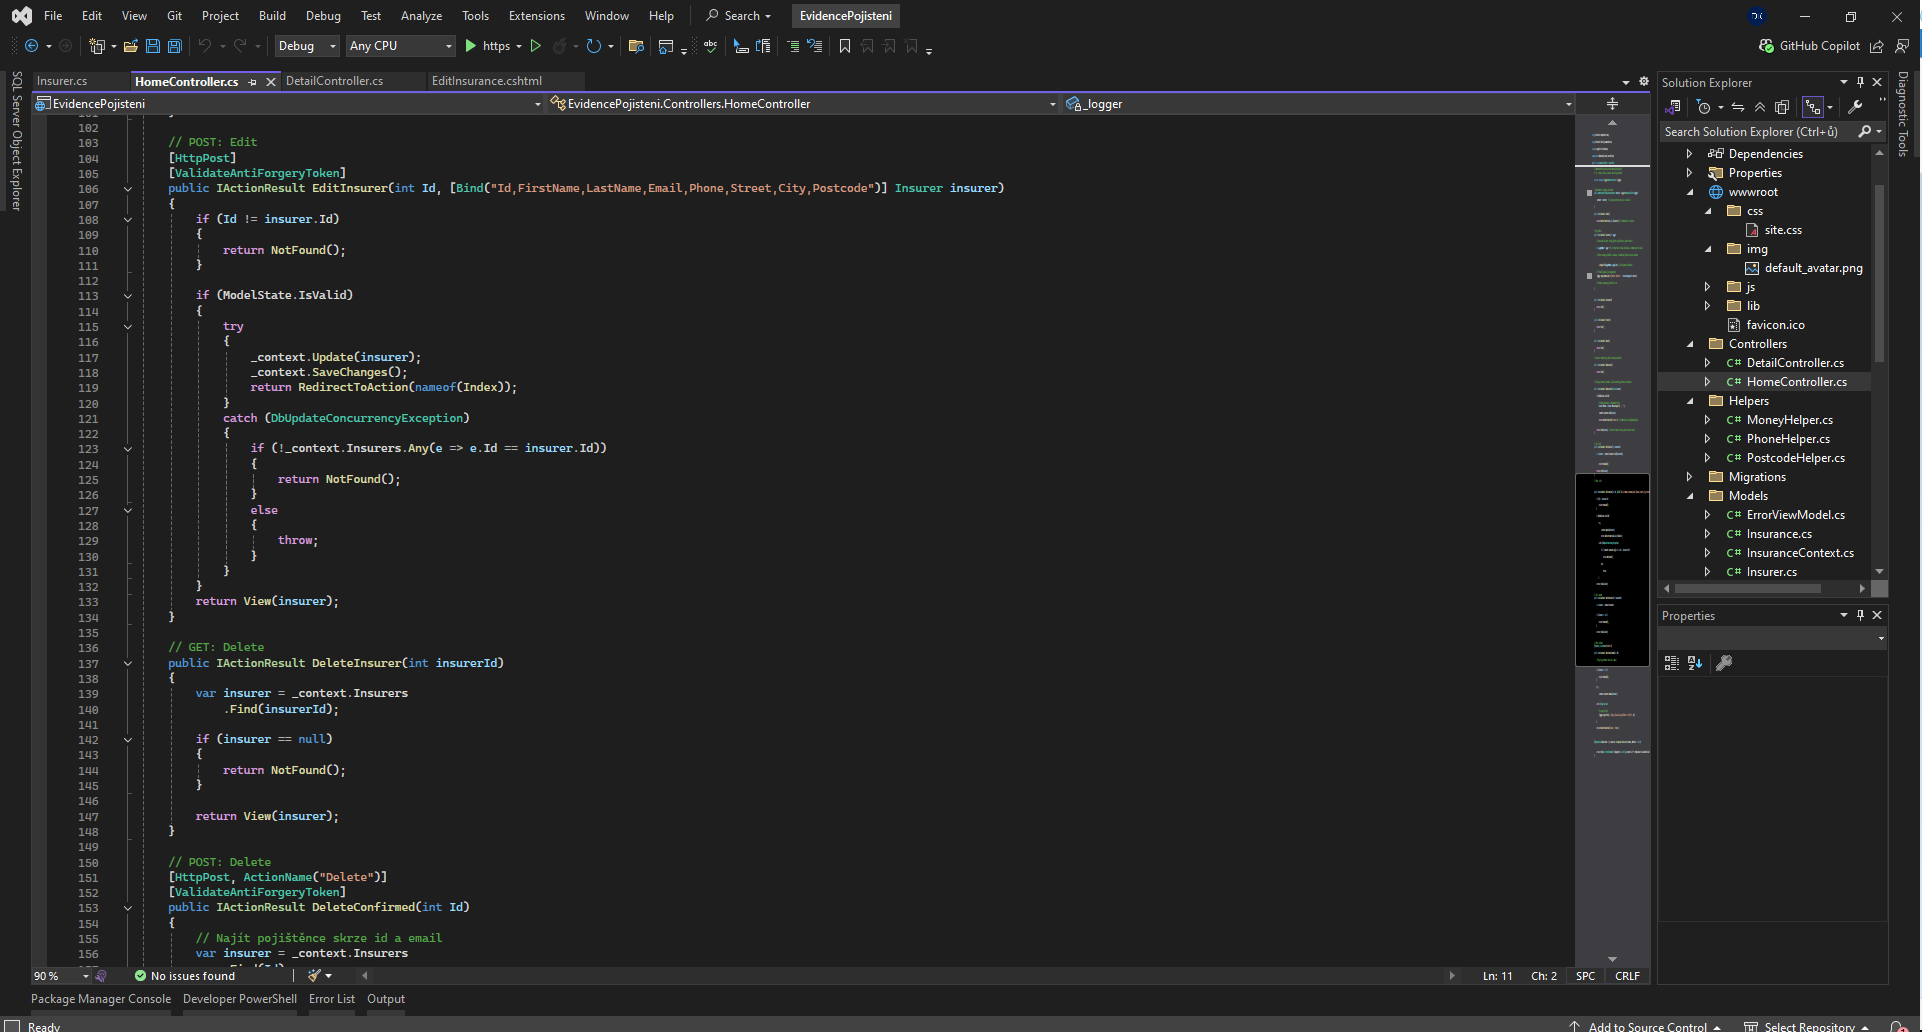 File Edit View Git Project Build Debug Test Analyze Tools Extensions Window Help Search EvidencePojisteni
Debug Any CPU https GitHub Copilot
Insurer.cs HomeController.cs DetailController.cs EditInsurance.cshtml
EvidencePojisteni EvidencePojisteni.Controllers.HomeController _logger
102
103 // POST: Edit
104 [HttpPost]
105 [ValidateAntiForgeryToken]
106 public IActionResult EditInsurer(int Id, [Bind("Id,FirstName,LastName,Email,Phone,Street,City,Postcode")] Insurer insurer)
107 {
108 if (Id != insurer.Id)
109 {
110 return NotFound();
111 }
112
113 if (ModelState.IsValid)
114 {
115 try
116 {
117 _context.Update(insurer);
118 _context.SaveChanges();
119 return RedirectToAction(nameof(Index));
120 }
121 catch (DbUpdateConcurrencyException)
122 {
123 if (!_context.Insurers.Any(e => e.Id == insurer.Id))
124 {
125 return NotFound();
126 }
127 else
128 {
129 throw;
130 }
131 }
132 }
133 return View(insurer);
134 }
135
136 // GET: Delete
137 public IActionResult DeleteInsurer(int insurerId)
138 {
139 var insurer = _context.Insurers
140 .Find(insurerId);
141
142 if (insurer == null)
143 {
144 return NotFound();
145 }
146
147 return View(insurer);
148 }
149
150 // POST: Delete
151 [HttpPost, ActionName("Delete")]
152 [ValidateAntiForgeryToken]
153 public IActionResult DeleteConfirmed(int Id)
154 {
155 // Najít pojištěnce skrze id a email
156 var insurer = _context.Insurers
90 % No issues found Ln: 11 Ch: 2 SPC CRLF
Package Manager Console Developer PowerShell Error List Output
Ready Add to Source Control Select Repository
SQL Server Object Explorer
Solution Explorer
Search Solution Explorer (Ctrl+ů)
Dependencies
Properties
wwwroot
css
site.css
img
default_avatar.png
js
lib
favicon.ico
Controllers
C# DetailController.cs
C# HomeController.cs
Helpers
C# MoneyHelper.cs
C# PhoneHelper.cs
C# PostcodeHelper.cs
Migrations
Models
C# ErrorViewModel.cs
C# Insurance.cs
C# InsuranceContext.cs
C# Insurer.cs
Properties
Diagnostic Tools